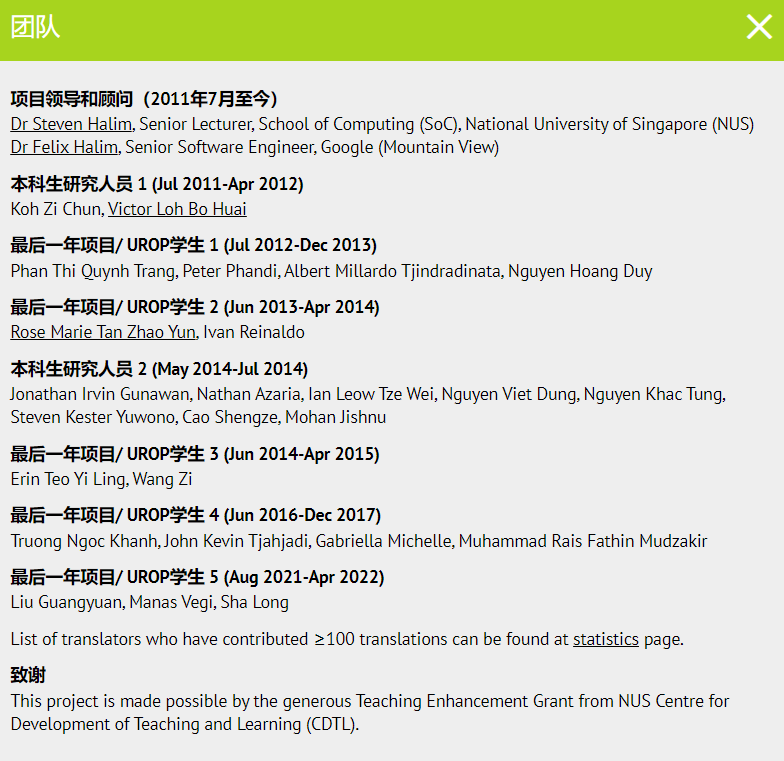 团队
项目领导和顾问（2011年7月至今）
Dr Steven Halim, Senior Lecturer, School of Computing (SoC), National University of Singapore (NUS)
Dr Felix Halim, Senior Software Engineer, Google (Mountain View)
本科生研究人员 1 (Jul 2011-Apr 2012)
Koh Zi Chun, Victor Loh Bo Huai
最后一年项目/ UROP学生 1 (Jul 2012-Dec 2013)
Phan Thi Quynh Trang, Peter Phandi, Albert Millardo Tjindradinata, Nguyen Hoang Duy
最后一年项目/ UROP学生 2 (Jun 2013-Apr 2014)
Rose Marie Tan Zhao Yun, Ivan Reinaldo
本科生研究人员 2 (May 2014-Jul 2014)
Jonathan Irvin Gunawan, Nathan Azaria, Ian Leow Tze Wei, Nguyen Viet Dung, Nguyen Khac Tung,
Steven Kester Yuwono, Cao Shengze, Mohan Jishnu
最后一年项目/ UROP学生 3 (Jun 2014-Apr 2015)
Erin Teo Yi Ling, Wang Zi
最后一年项目/ UROP学生 4 (Jun 2016-Dec 2017)
Truong Ngoc Khanh, John Kevin Tjahjadi, Gabriella Michelle, Muhammad Rais Fathin Mudzakir
最后一年项目/ UROP学生 5 (Aug 2021-Apr 2022)
Liu Guangyuan, Manas Vegi, Sha Long
List of translators who have contributed ≥100 translations can be found at statistics page.
致谢
This project is made possible by the generous Teaching Enhancement Grant from NUS Centre for
Development of Teaching and Learning (CDTL).